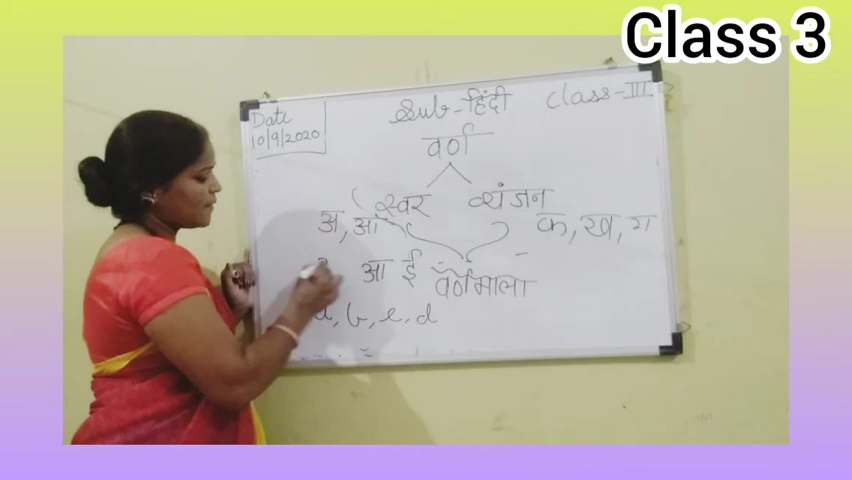 Class 3
Date
10/9/2020
Sub-हिंदी
Class-III
वर्ण
स्वर व्यंजन
अ, आ
क, ख, ग
आ ई
वर्णमाला
b, c, d